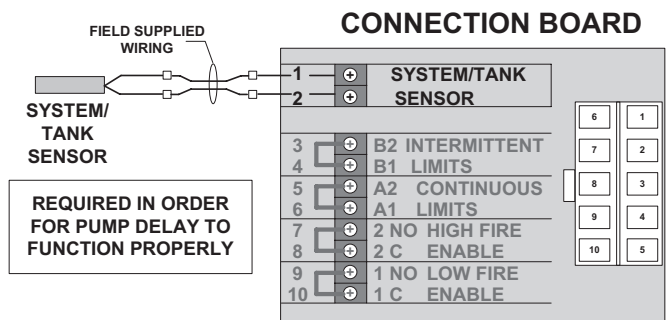 CONNECTION BOARD
FIELD SUPPLIED
WIRING
SYSTEM/
TANK
SENSOR
REQUIRED IN ORDER
FOR PUMP DELAY TO
FUNCTION PROPERLY
1 SYSTEM/TANK
2 SENSOR
3 B2 INTERMITTENT
4 B1 LIMITS
5 A2 CONTINUOUS
6 A1 LIMITS
7 2 NO HIGH FIRE
8 2 C ENABLE
9 1 NO LOW FIRE
10 1 C ENABLE
6 1
7 2
8 3
9 4
10 5